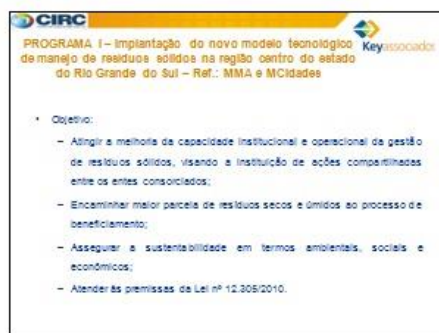 CIRC
Keyassociados
PROGRAMA I – Implantação do novo modelo tecnológico
de manejo de resíduos sólidos na região centro do estado
do Rio Grande do Sul – Ref.: MMA e MCidades
• Objetivo:
– Atingir a melhoria da capacidade institucional e operacional da gestão
de resíduos sólidos, visando a instituição de ações compartilhadas
entre os entes consorciados;
– Encaminhar maior parcela de resíduos secos e úmidos ao processo de
beneficiamento;
– Assegurar a sustentabilidade em termos ambientais, sociais e
econômicos;
– Atender às premissas da Lei nº 12.305/2010.